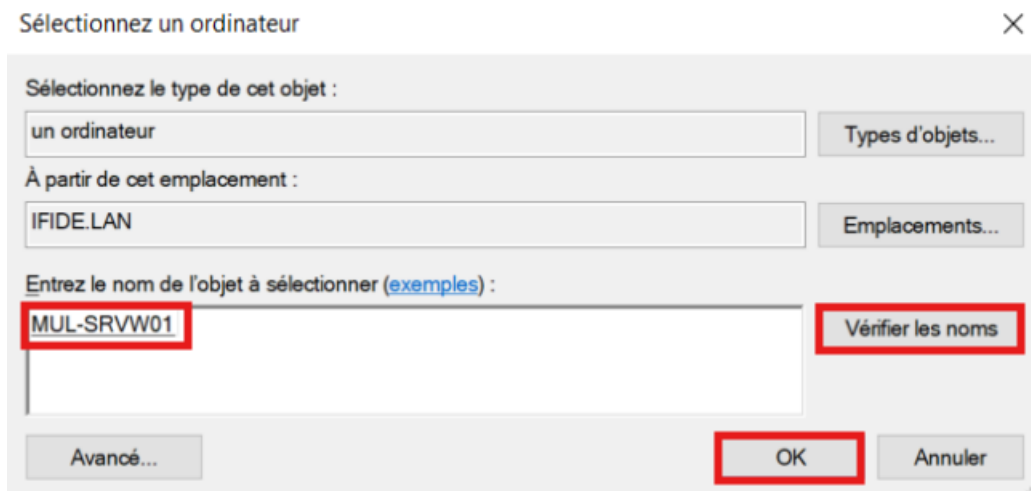 Sélectionnez un ordinateur
Sélectionnez le type de cet objet :
un ordinateur
Types d'objets...
À partir de cet emplacement :
IFIDE.LAN
Emplacements...
Entrez le nom de l'objet à sélectionner (exemples) :
MUL-SRVW01
Vérifier les noms
Avancé...
OK
Annuler